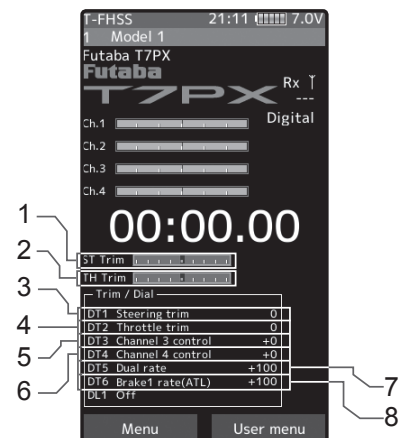 T-FHSS 21:11 7.0V
1 Model 1
Futaba T7PX
Futaba
T7PX
Rx
---
Digital
Ch.1
Ch.2
Ch.3
Ch.4
00:00.00
1
ST Trim
2
TH Trim
Trim / Dial
3
DT1 Steering trim 0
4
DT2 Throttle trim 0
5
DT3 Channel 3 control +0
6
DT4 Channel 4 control +0
DT5 Dual rate +100
7
DT6 Brake1 rate(ATL) +100
8
DL1 Off
Menu User menu